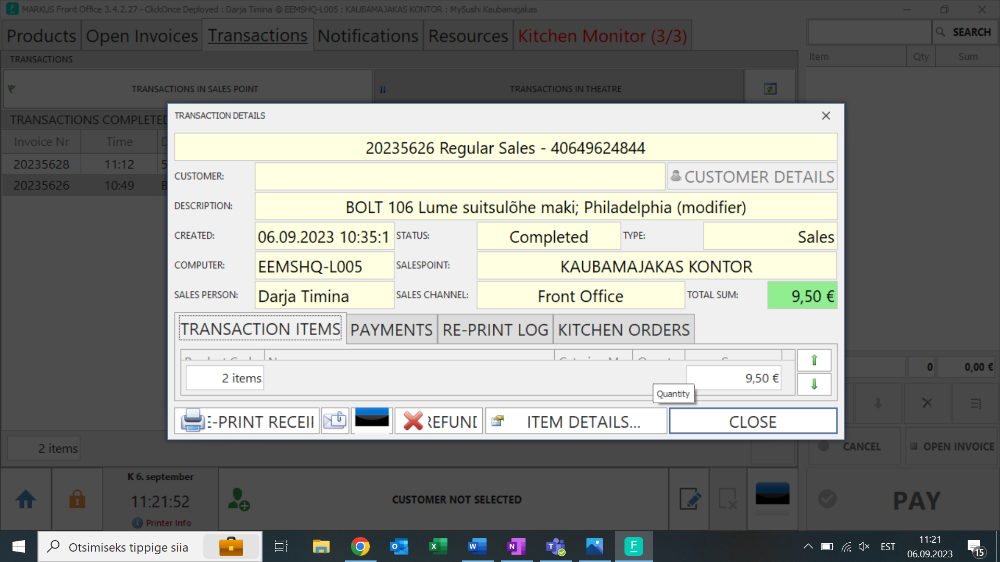 MARKUS Front Office 3.4.2.27 - ClickOnce Deployed : Darja Timina @ EEMSHQ-L005 : KAUBAMAJAKAS KONTOR : MySushi Kaubamajakas
Products Open Invoices Transactions Notifications Resources Kitchen Monitor (3/3)
SEARCH
TRANSACTIONS
Item Qty Sum
TRANSACTIONS IN SALES POINT TRANSACTIONS IN THEATRE
TRANSACTIONS COMPLETED
Invoice Nr Time
20235628 11:12 5
20235626 10:49 B
TRANSACTION DETAILS
20235626 Regular Sales - 40649624844
CUSTOMER: CUSTOMER DETAILS
DESCRIPTION: BOLT 106 Lume suitsulõhe maki; Philadelphia (modifier)
CREATED: 06.09.2023 10:35:1 STATUS: Completed TYPE: Sales
COMPUTER: EEMSHQ-L005 SALESPOINT: KAUBAMAJAKAS KONTOR
SALES PERSON: Darja Timina SALES CHANNEL: Front Office TOTAL SUM: 9,50 €
TRANSACTION ITEMS PAYMENTS RE-PRINT LOG KITCHEN ORDERS
2 items 9,50 €
Quantity
E-PRINT RECEI REFUND ITEM DETAILS... CLOSE
0 0,00 €
2 items
CANCEL OPEN INVOICE
K 6. september
11:21:52
Printer Info
CUSTOMER NOT SELECTED
PAY
Otsimiseks tippige siia
EST
11:21
06.09.2023
15